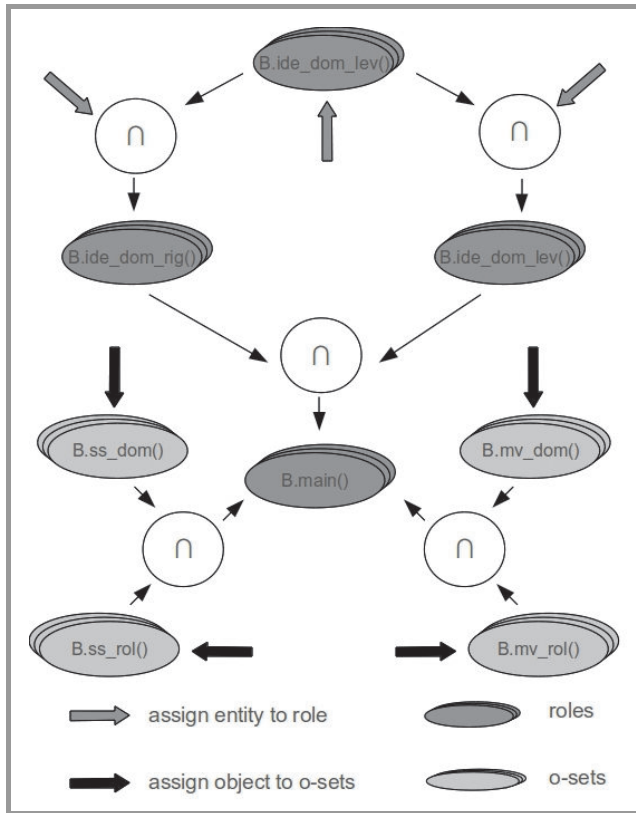 B.ide_dom_lev()
∩
∩
B.ide_dom_rig()
B.ide_dom_lev()
∩
B.ss_dom()
B.mv_dom()
B.main()
∩
∩
B.ss_rol()
B.mv_rol()
assign entity to role
roles
assign object to o-sets
o-sets